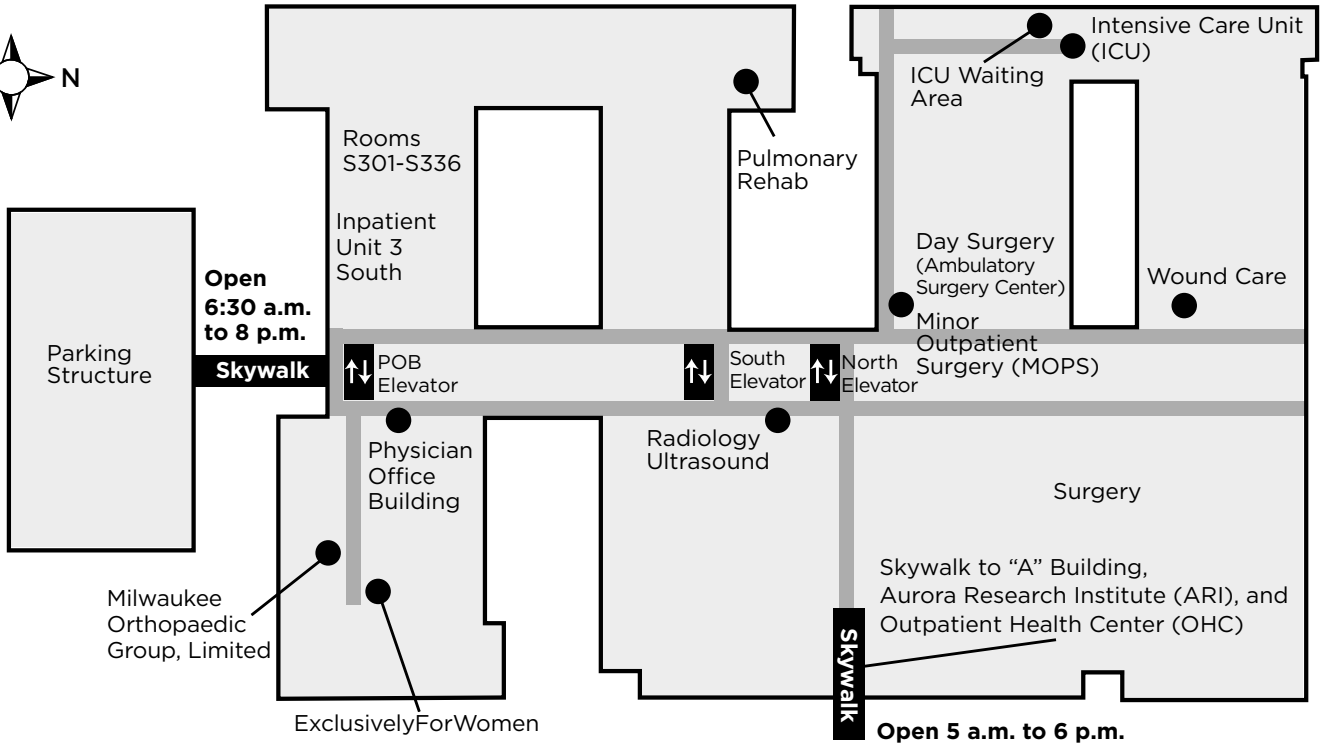 N
Intensive Care Unit
(ICU)
ICU Waiting
Area
Rooms
S301-S336
Pulmonary
Rehab
Inpatient
Unit 3
South
Day Surgery
(Ambulatory
Surgery Center)
Wound Care
Open
6:30 a.m.
to 8 p.m.
Minor
Outpatient
Surgery (MOPS)
Parking
Structure
Skywalk
POB
Elevator
South
Elevator
North
Elevator
Physician
Office
Building
Radiology
Ultrasound
Surgery
Milwaukee
Orthopaedic
Group, Limited
Skywalk to “A” Building,
Aurora Research Institute (ARI), and
Outpatient Health Center (OHC)
Skywalk
ExclusivelyForWomen
Open 5 a.m. to 6 p.m.